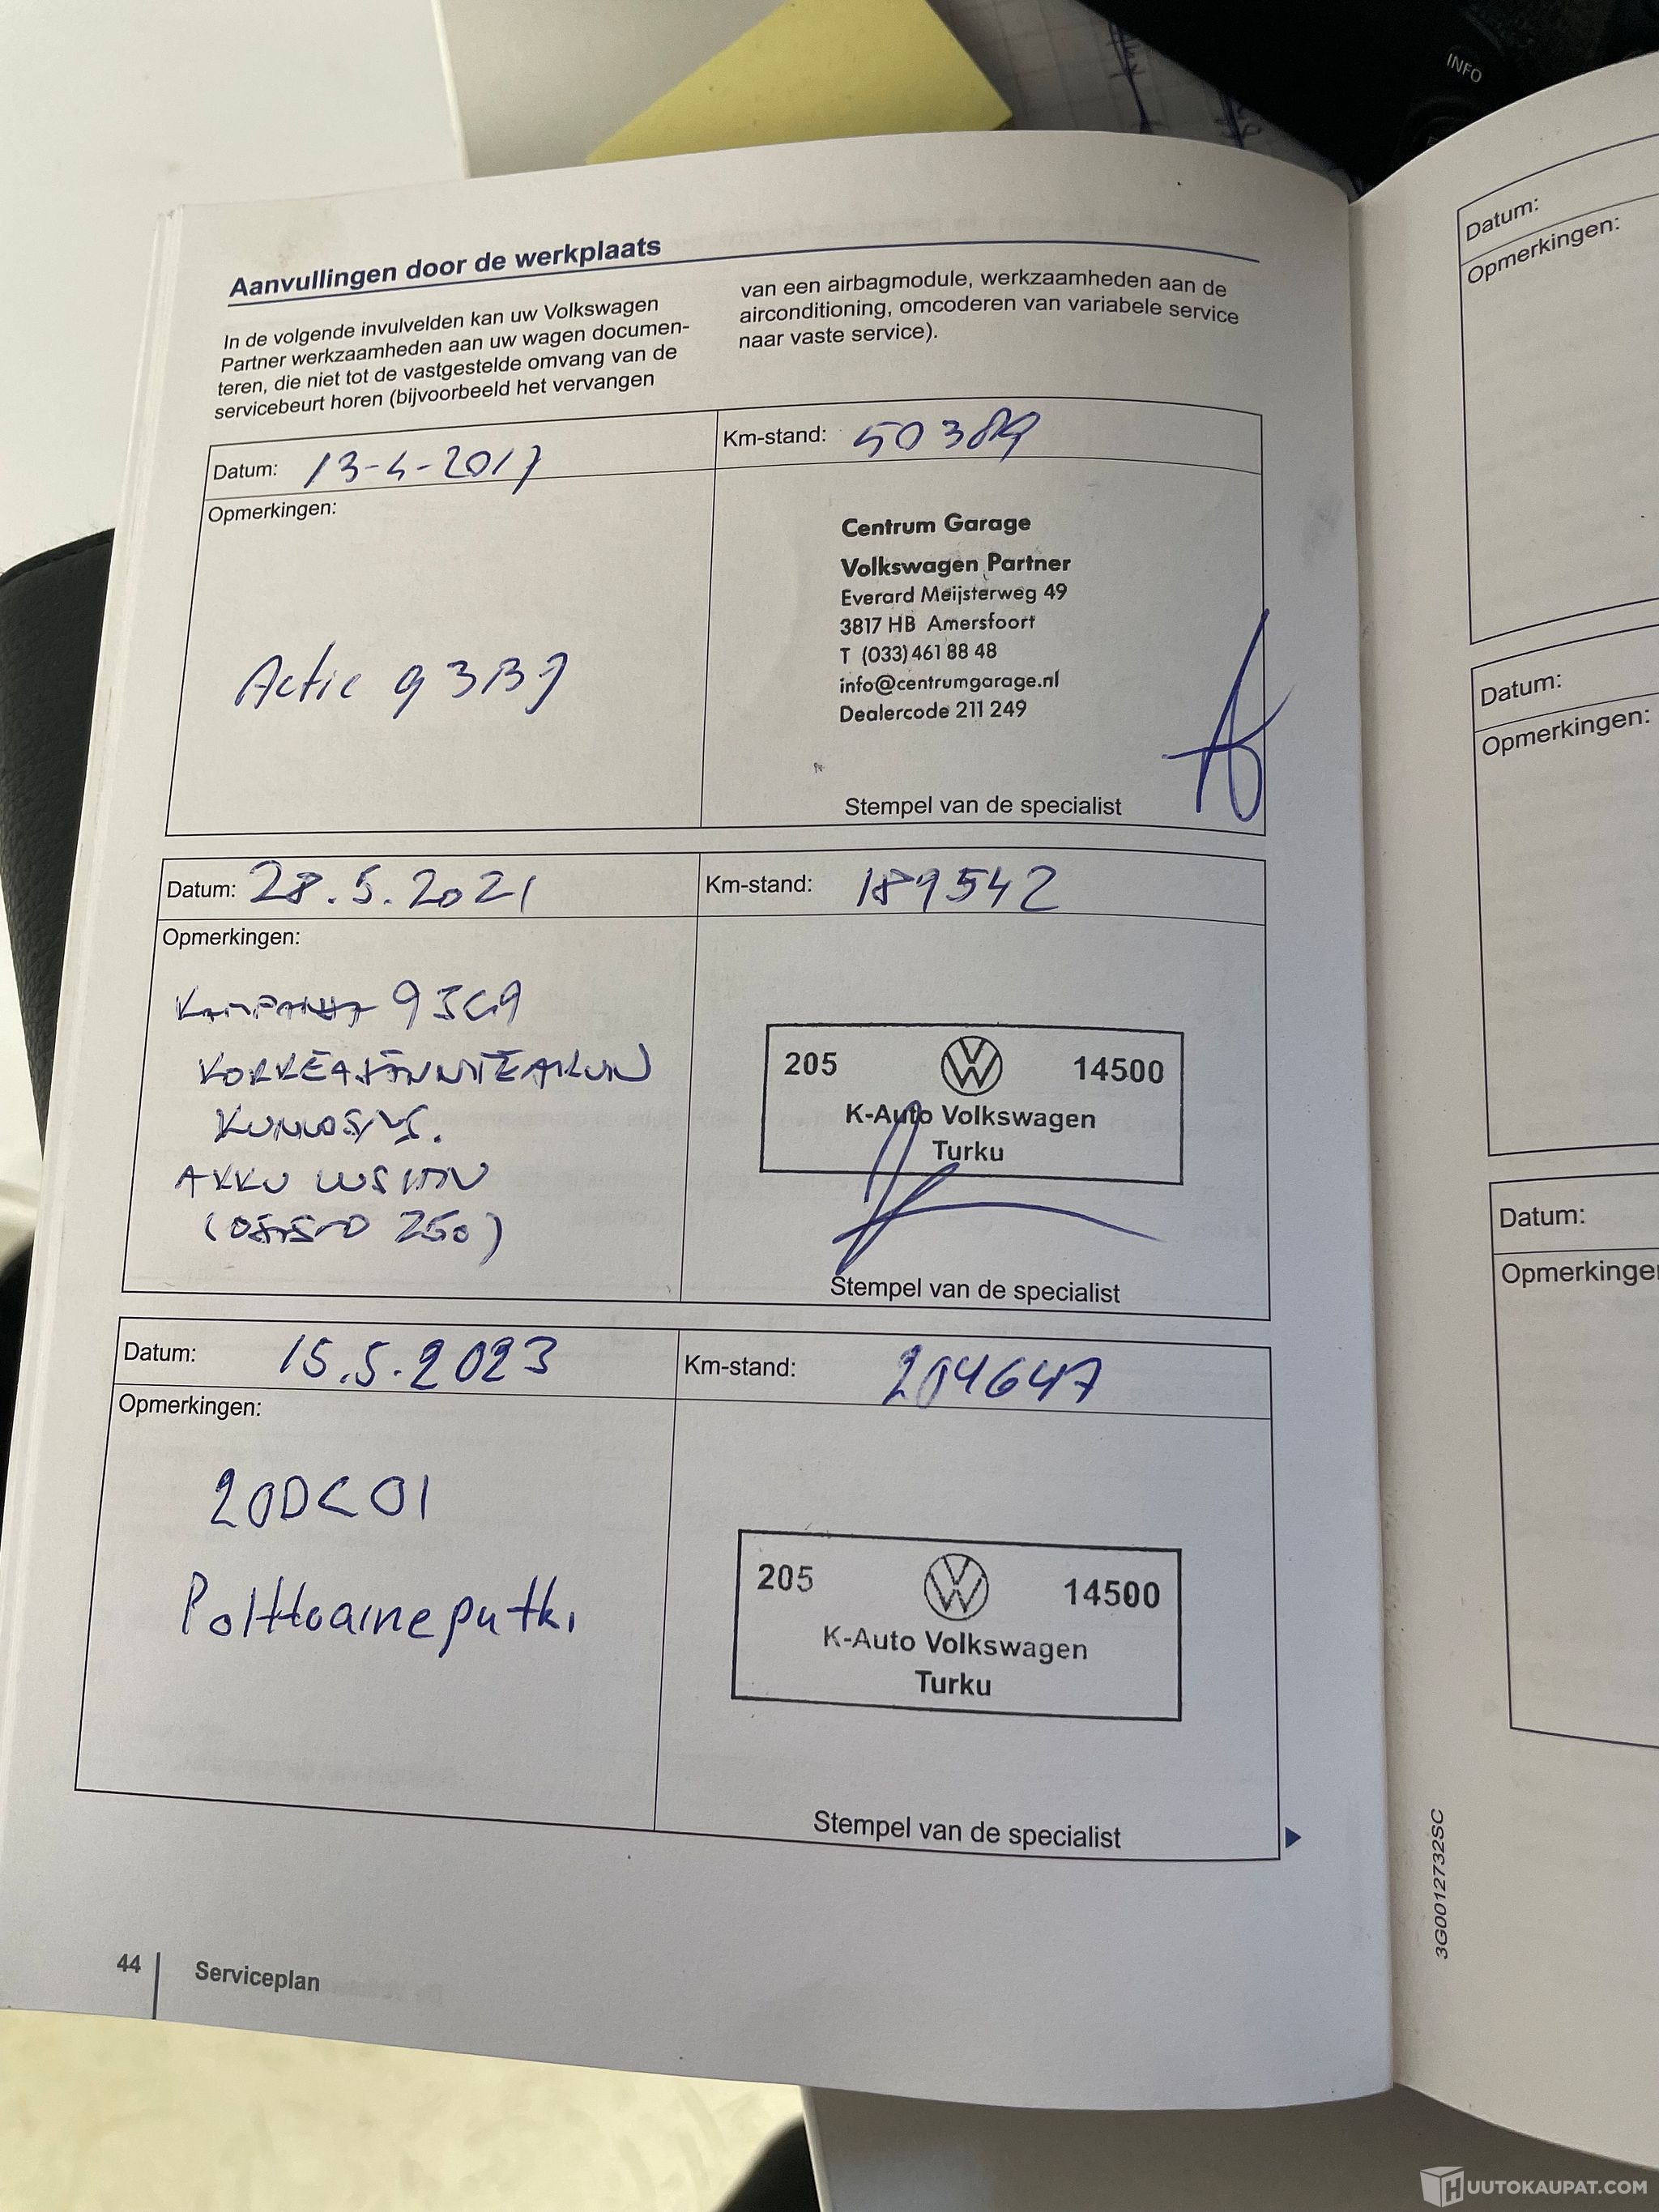 INFO
Aanvullingen door de werkplaats
In de volgende invulvelden kan uw Volkswagen
Partner werkzaamheden aan uw wagen documen-
teren, die niet tot de vastgestelde omvang van de
servicebeurt horen (bijvoorbeeld het vervangen
van een airbagmodule, werkzaamheden aan de
airconditioning, omcoderen van variabele service
naar vaste service).
Datum: 13-4-2017
Km-stand: 50389
Opmerkingen:
Actie 93B7
Centrum Garage
Volkswagen Partner
Everard Meijsterweg 49
3817 HB Amersfoort
T (033) 461 88 48
info@centrumgarage.nl
Dealercode 211 249
Stempel van de specialist
Datum: 28.5.2021
Km-stand: 189542
Opmerkingen:
93G9
KORKEAJÄNNITEAKUN
AKKU
205 14500
K-Auto Volkswagen
Turku
Stempel van de specialist
Datum: 15.5.2023
Km-stand: 204647
Opmerkingen:
20DC01
Polttoaineputki
205 14500
K-Auto Volkswagen
Turku
Stempel van de specialist
44 Serviceplan
Datum:
Opmerkingen:
Datum:
Opmerkingen:
Datum:
Opmerkinge
3G0012732SC
HUUTOKAUPAT.COM